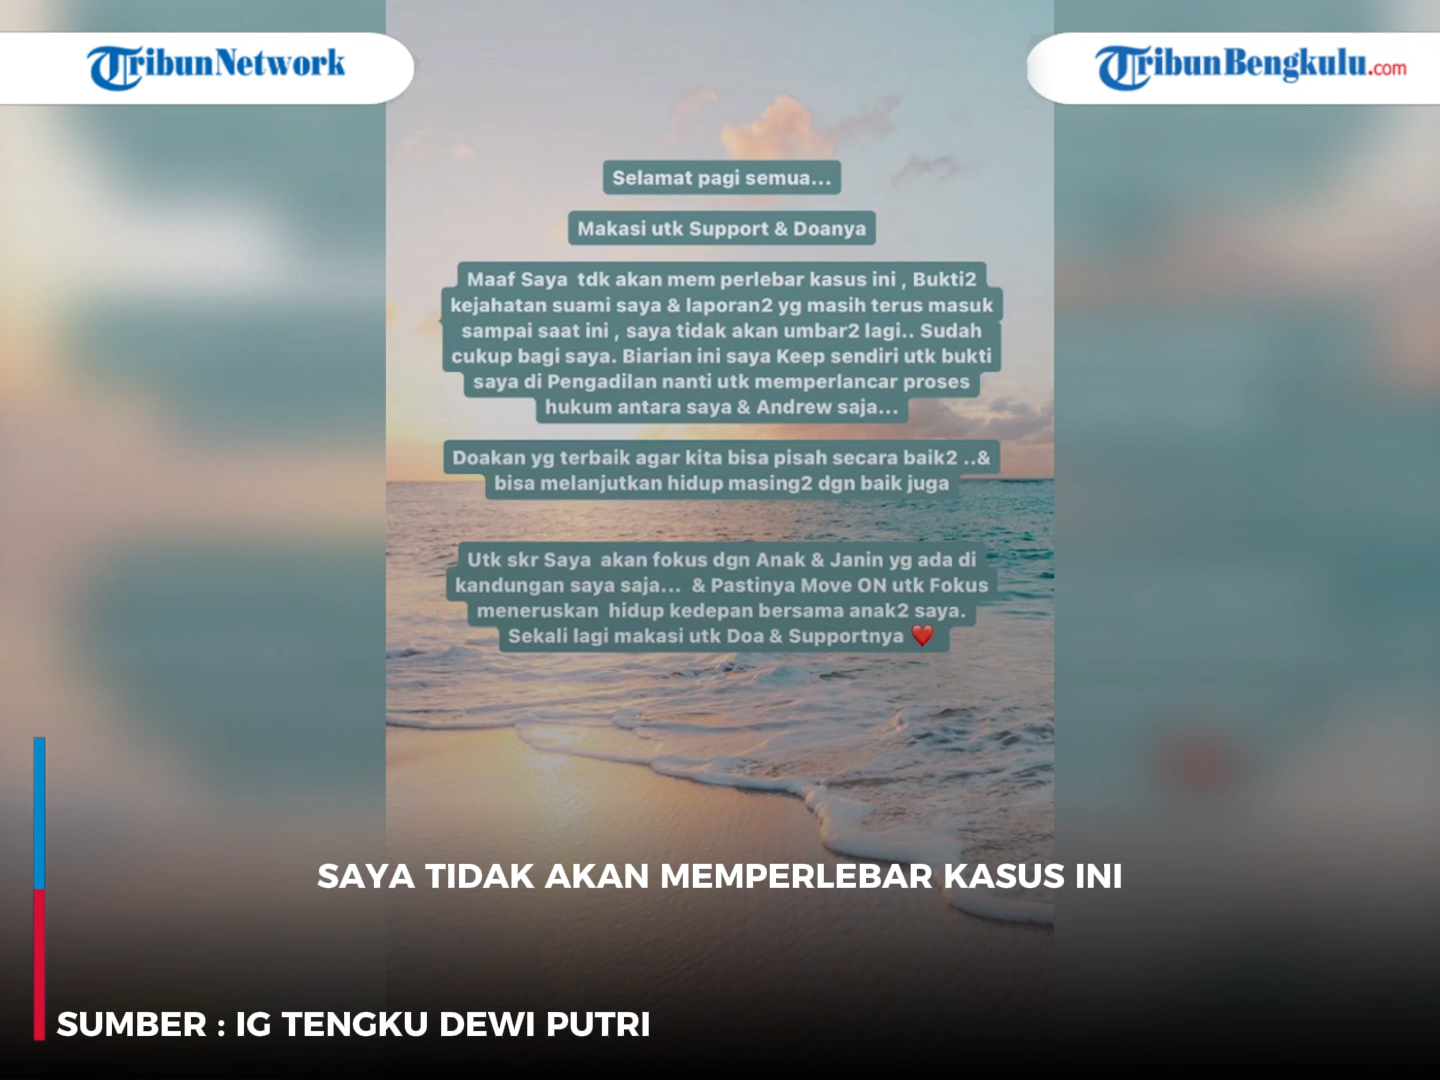 TribunNetwork
TribunBengkulu.com
Selamat pagi semua...
Makasi utk Support & Doanya
Maaf Saya tdk akan mem perlebar kasus ini , Bukti2
kejahatan suami saya & laporan2 yg masih terus masuk
sampai saat ini , saya tidak akan umbar2 lagi.. Sudah
cukup bagi saya. Biarian ini saya Keep sendiri utk bukti
saya di Pengadilan nanti utk memperlancar proses
hukum antara saya & Andrew saja...
Doakan yg terbaik agar kita bisa pisah secara baik2 ..&
bisa melanjutkan hidup masing2 dgn baik juga
Utk skr Saya akan fokus dgn Anak & Janin yg ada di
kandungan saya saja... & Pastinya Move ON utk Fokus
meneruskan hidup kedepan bersama anak2 saya.
Sekali lagi makasi utk Doa & Supportnya ❤️
SAYA TIDAK AKAN MEMPERLEBAR KASUS INI
SUMBER : IG TENGKU DEWI PUTRI